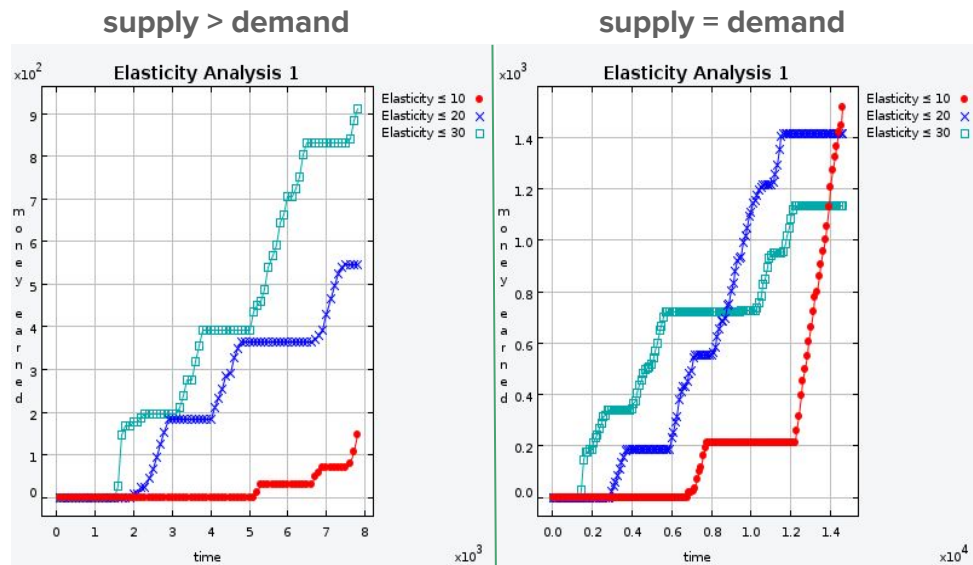 supply > demand
x10²
Elasticity Analysis 1
Elasticity ≤ 10
Elasticity ≤ 20
Elasticity ≤ 30
money earned
9
8
7
6
5
4
3
2
1
0
0 1 2 3 4 5 6 7 8
time
x10³
supply = demand
x10³
Elasticity Analysis 1
Elasticity ≤ 10
Elasticity ≤ 20
Elasticity ≤ 30
money earned
1.4
1.2
1.0
0.8
0.6
0.4
0.2
0.0
0.0 0.2 0.4 0.6 0.8 1.0 1.2 1.4
time
x10⁴